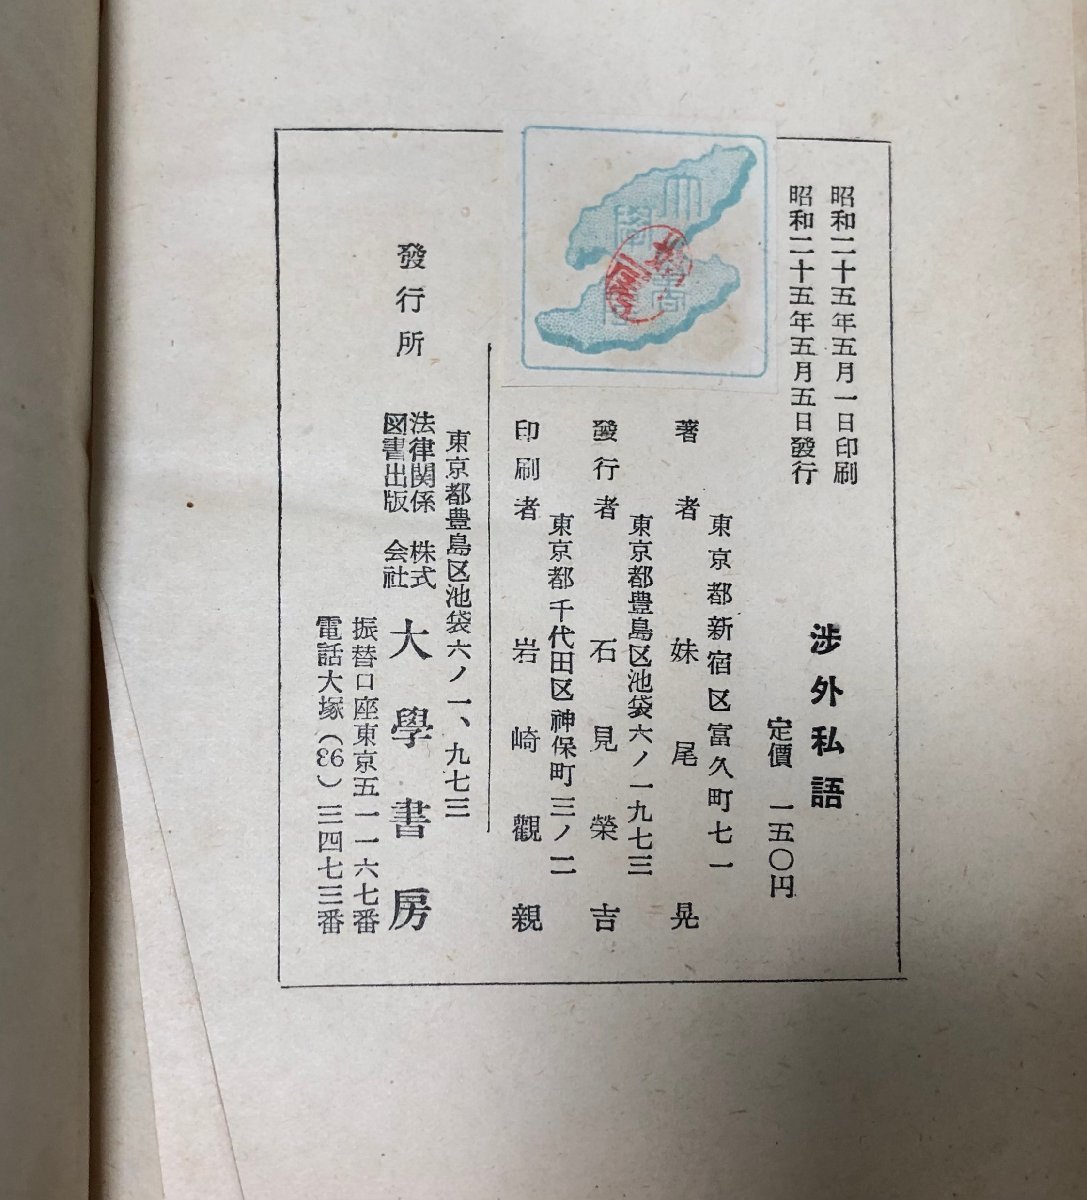 昭和二十五年五月一日印刷
昭和二十五年五月五日發行
渉外私語
定價 一五〇円
東京都新宿区富久町七一
著者 妹尾晃
東京都豊島区池袋六ノ一九七三
發行者 石見榮吉
東京都千代田区神保町三ノ二
印刷者 岩崎觀親
東京都豊島区池袋六ノ一、九七三
發行所 法律関係図書出版 株式会社 大學書房
振替口座東京五一一六七番
電話大塚(96)三四七三番
大學書房